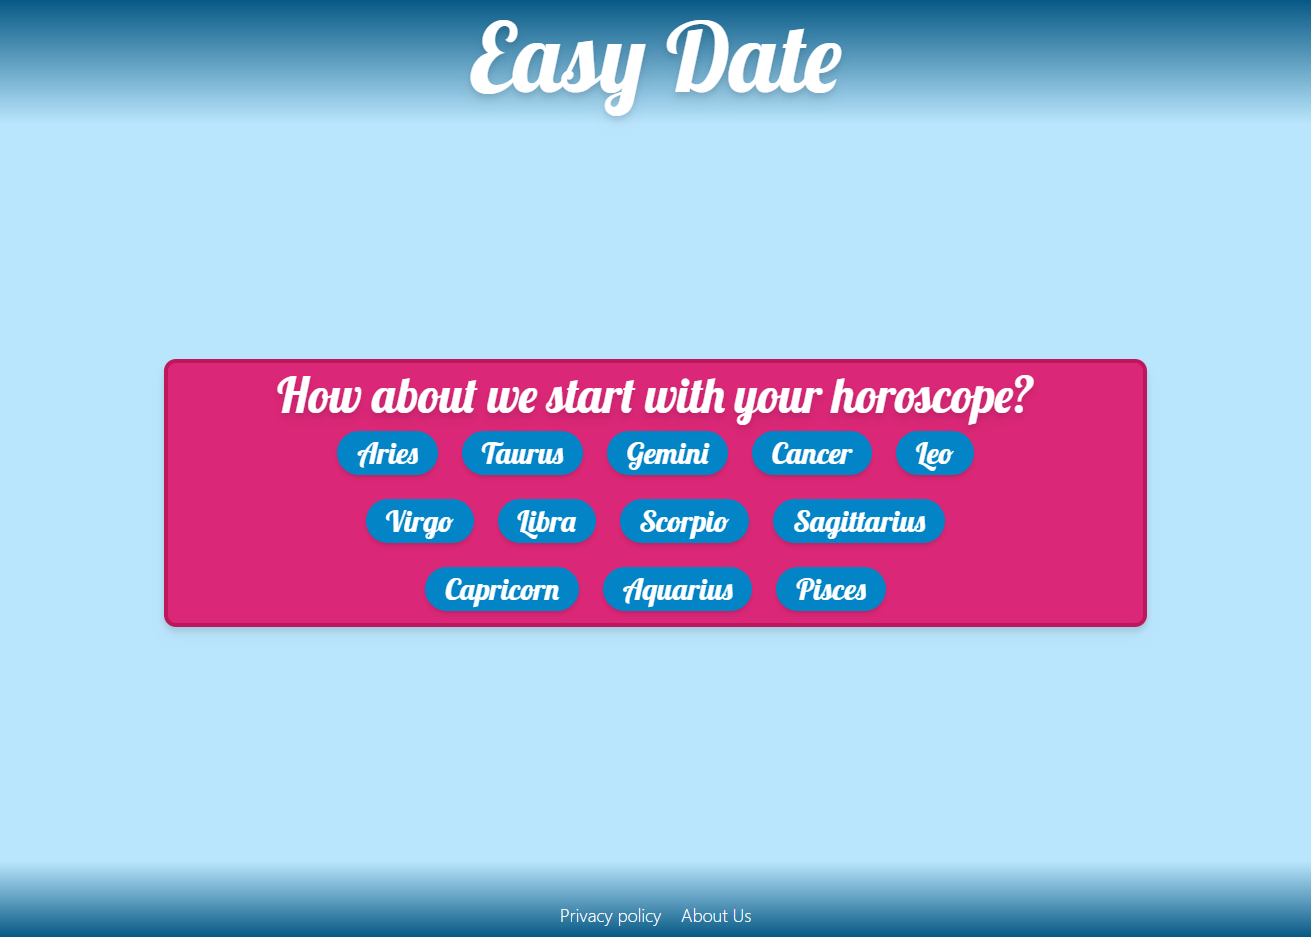 Easy Date
How about we start with your horoscope?
Aries Taurus Gemini Cancer Leo
Virgo Libra Scorpio Sagittarius
Capricorn Aquarius Pisces
Privacy policy About Us